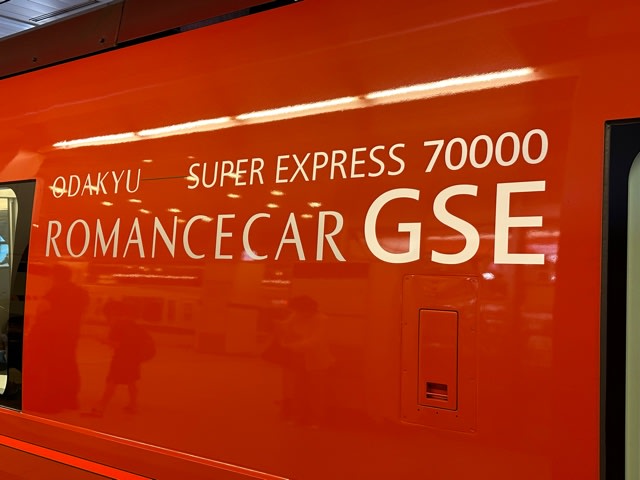 ODAKYU SUPER EXPRESS 70000
ROMANCECAR GSE